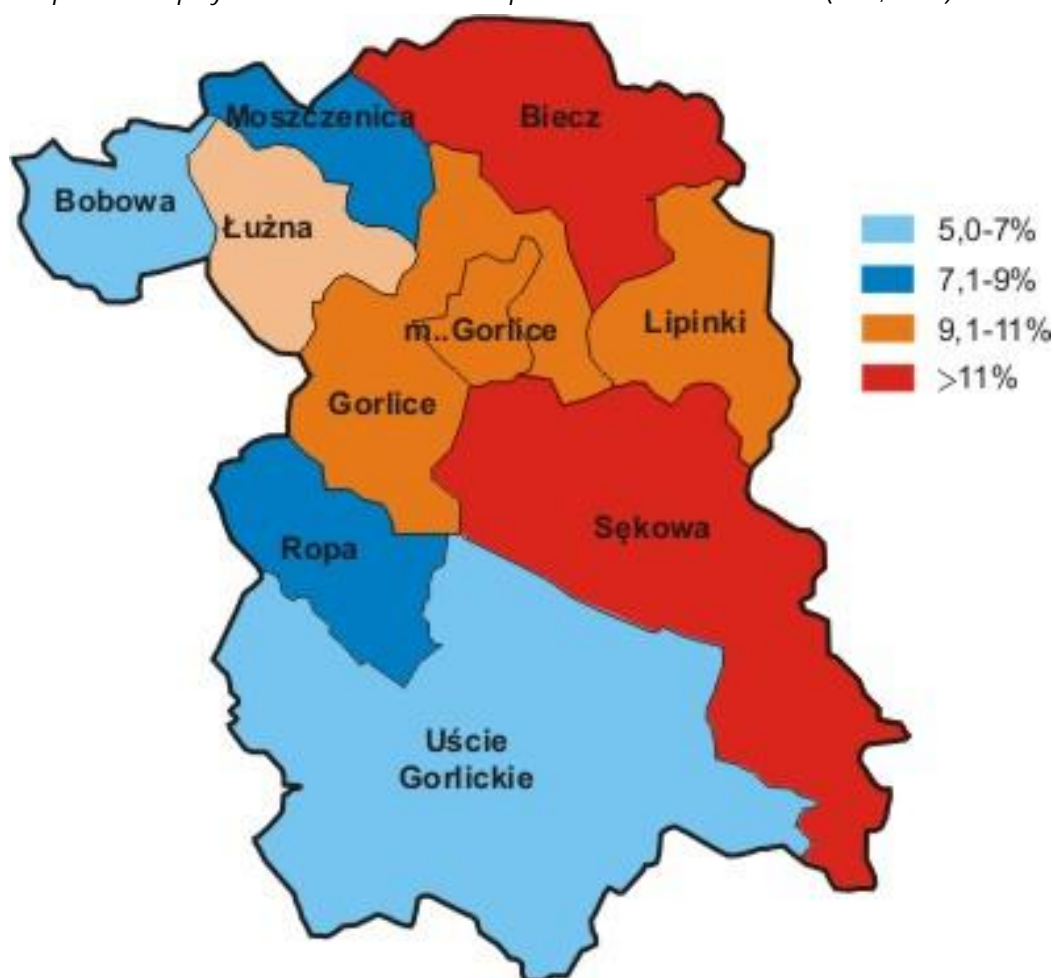 Moszczenica
Biecz
Bobowa
Łużna
5,0-7%
7,1-9%
9,1-11%
>11%
Lipinki
m..Gorlice
Gorlice
Sękowa
Ropa
Uście
Gorlickie